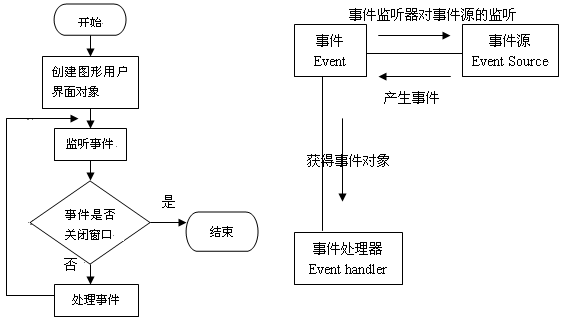 开始
创建图形用户
界面对象
监听事件
事件是否
关闭窗口
是
结束
否
处理事件
事件监听器对事件源的监听
事件
Event
事件源
Event Source
产生事件
获得事件对象
事件处理器
Event handler